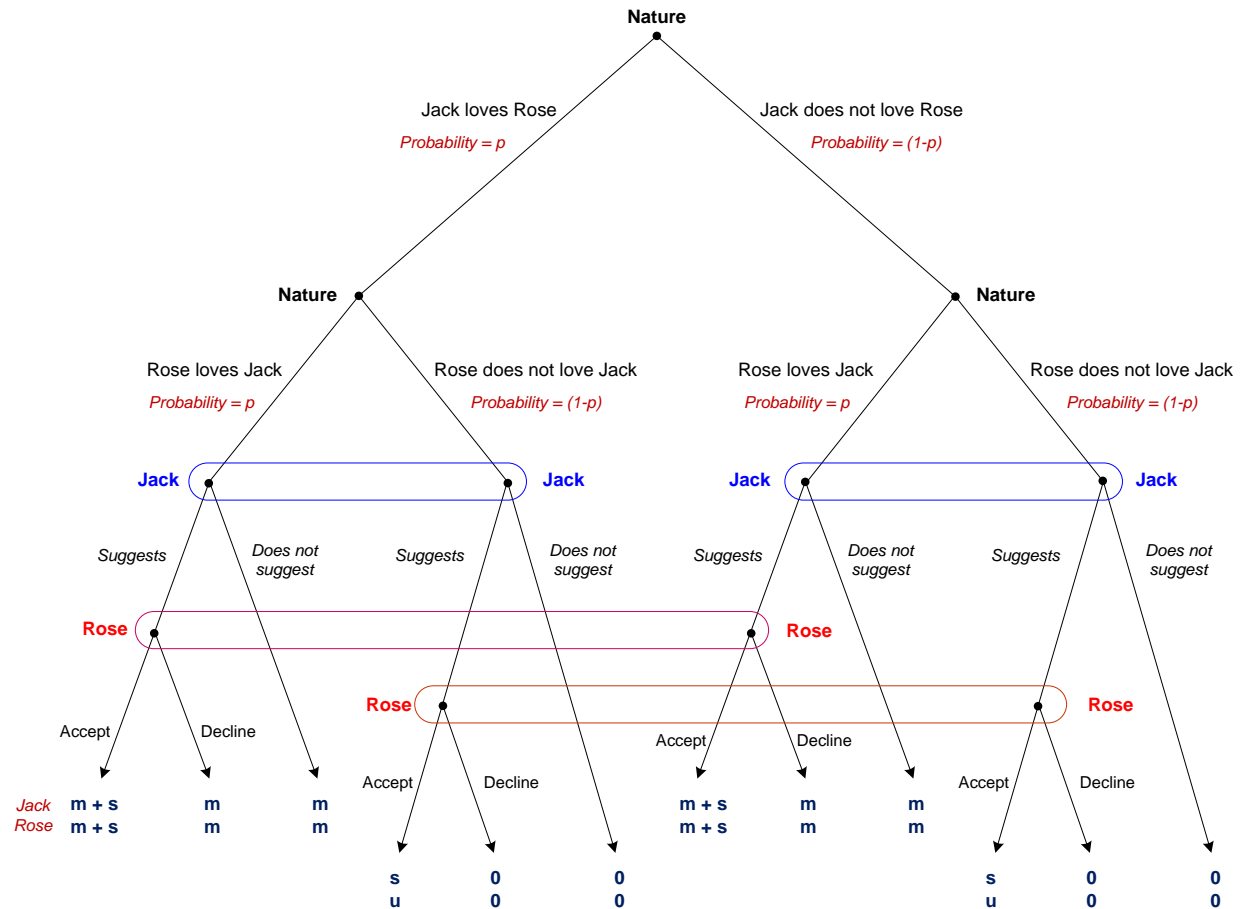 Nature
Jack loves Rose
Jack does not love Rose
Probability = p
Probability = (1-p)
Nature
Nature
Rose loves Jack
Rose does not love Jack
Rose loves Jack
Rose does not love Jack
Probability = p
Probability = (1-p)
Probability = p
Probability = (1-p)
Jack
Jack
Jack
Jack
Suggests
Does not
suggest
Suggests
Does not
suggest
Suggests
Does not
suggest
Suggests
Does not
suggest
Rose
Rose
Rose
Rose
Accept
Decline
Accept
Decline
Accept
Decline
Accept
Decline
Jack m + s m m m + s m m
Rose m + s m m m + s m m
s 0 0 s 0 0
u 0 0 u 0 0